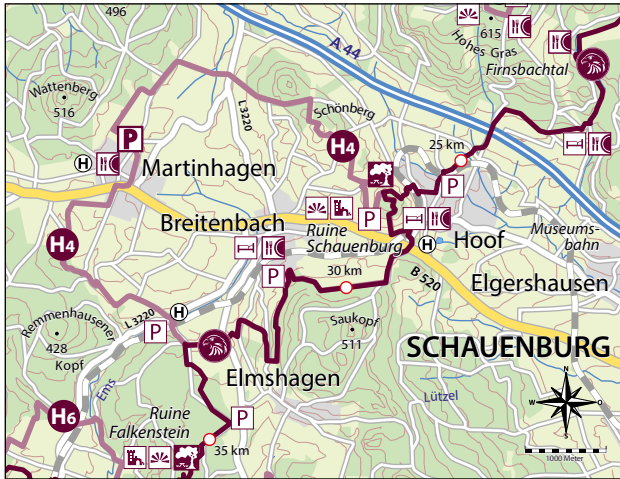 496
A 44
615
Hohes Gras
Firnsbachtal
Wattenberg
516
L3220
Schönberg
25 km
H4
P
H
Martinhagen
P
Breitenbach
P
Ruine
Schauenburg
H
Hoof
Museums-
bahn
H4
P
30 km
B 520
Elgershausen
Remmenhausener
428
Kopf
L3220
H
P
Saukopf
511
SCHAUENBURG
Ems
Elmshagen
Lützel
H6
Ruine
Falkenstein
P
35 km
N
W
O
S
1000 Meter